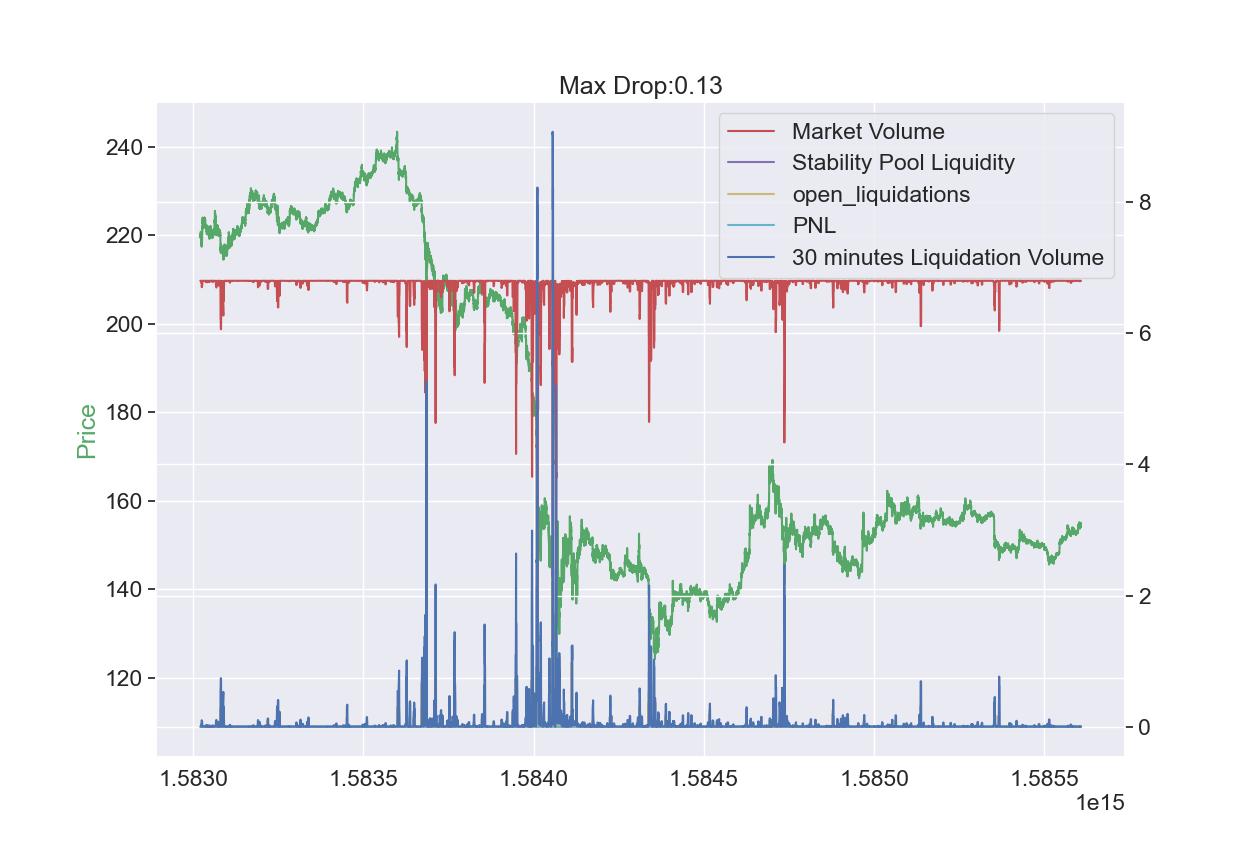 Max Drop:0.13
Market Volume
Stability Pool Liquidity
open_liquidations
PNL
30 minutes Liquidation Volume
Price
240
220
200
180
160
140
120
8
6
4
2
0
1.5830 1.5835 1.5840 1.5845 1.5850 1.5855
1e15